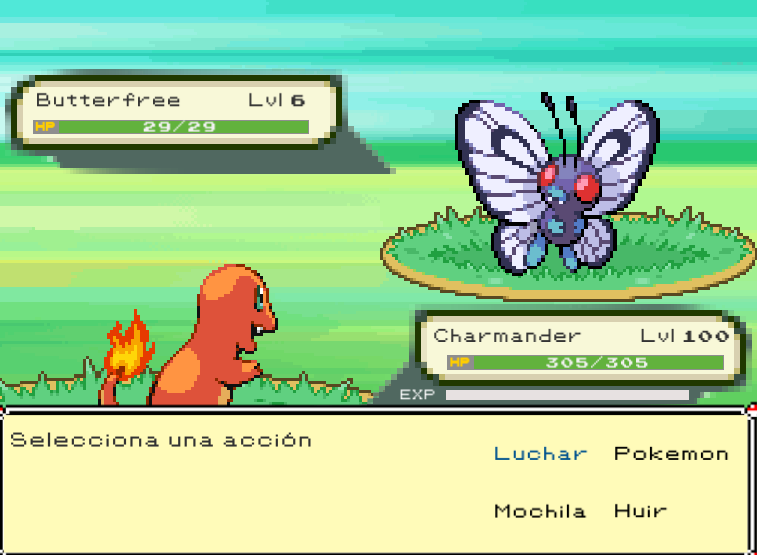 Butterfree Lvl 6
HP 29/29
Charmander Lvl 100
HP 305/305
EXP
Selecciona una acción
Luchar Pokemon
Mochila Huir